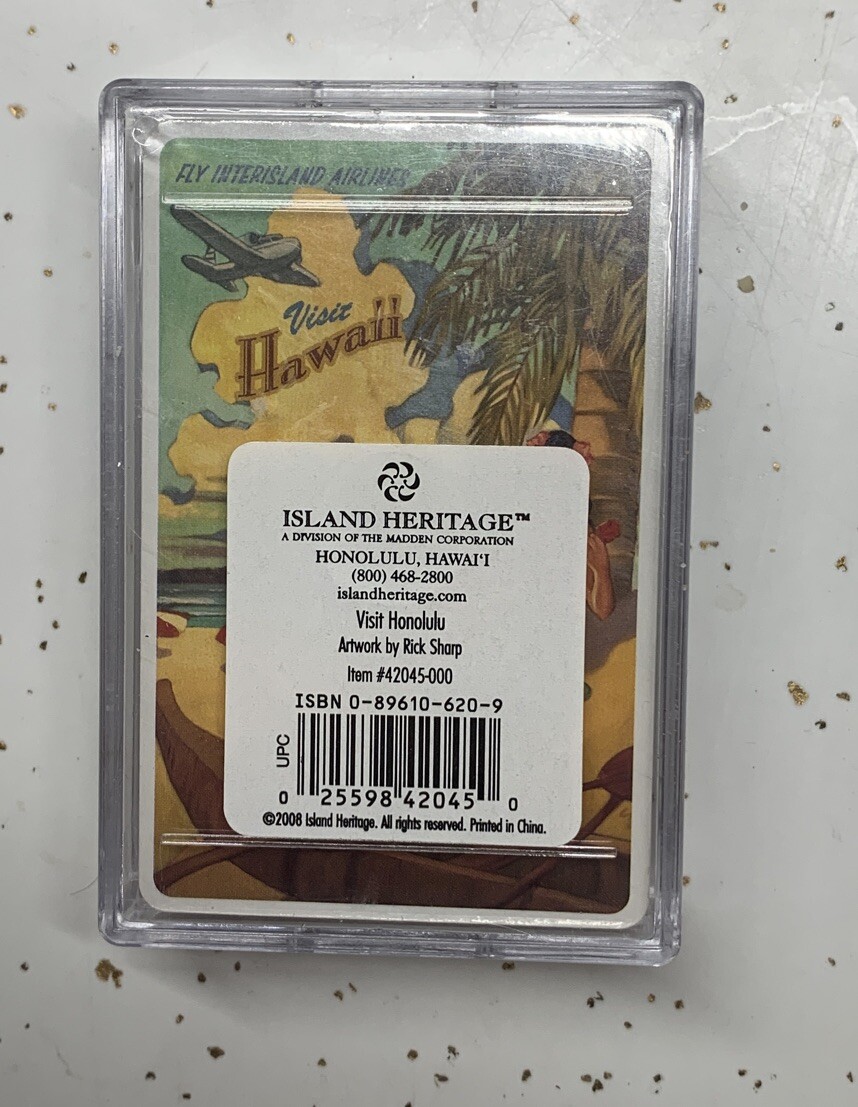 FLY INTERISLAND AIRLINES
Visit
Hawaii
ISLAND HERITAGE™
A DIVISION OF THE MADDEN CORPORATION
HONOLULU, HAWAI‘I
(800) 468-2800
islandheritage.com
Visit Honolulu
Artwork by Rick Sharp
Item #42045-000
ISBN 0-89610-620-9
UPC
0 25598 42045 0
©2008 Island Heritage. All rights reserved. Printed in China.